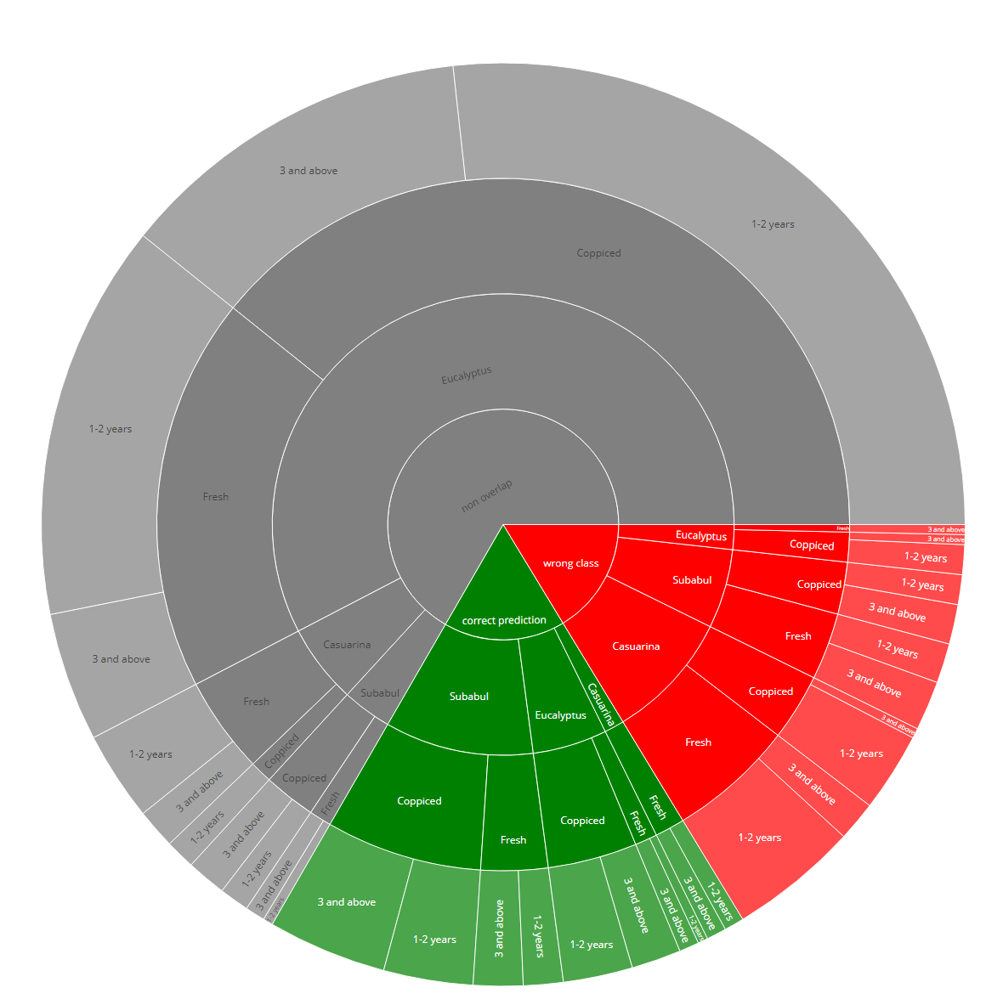 3 and above
1-2 years
Coppiced
Eucalyptus
1-2 years
Fresh
non overlap
Fresh
3 and above
Eucalyptus
3 and above
Coppiced
1-2 years
wrong class
Subabul
Coppiced
1-2 years
3 and above
correct prediction
Casuarina
Casuarina
Fresh
1-2 years
3 and above
3 and above
Fresh
Subabul
Subabul
Eucalyptus
Casuarina
Coppiced
3 and above
1-2 years
Coppiced
Fresh
1-2 years
3 and above
Coppiced
Fresh
Coppiced
Coppiced
Fresh
Fresh
3 and above
1-2 years
3 and above
Fresh
1-2 years
1-2 years
3 and above
1-2 years
3 and above
1-2 years
3 and above
1-2 years
3 and above
1-2 years
3 and above
1-2 years
3 and above
1-2 years